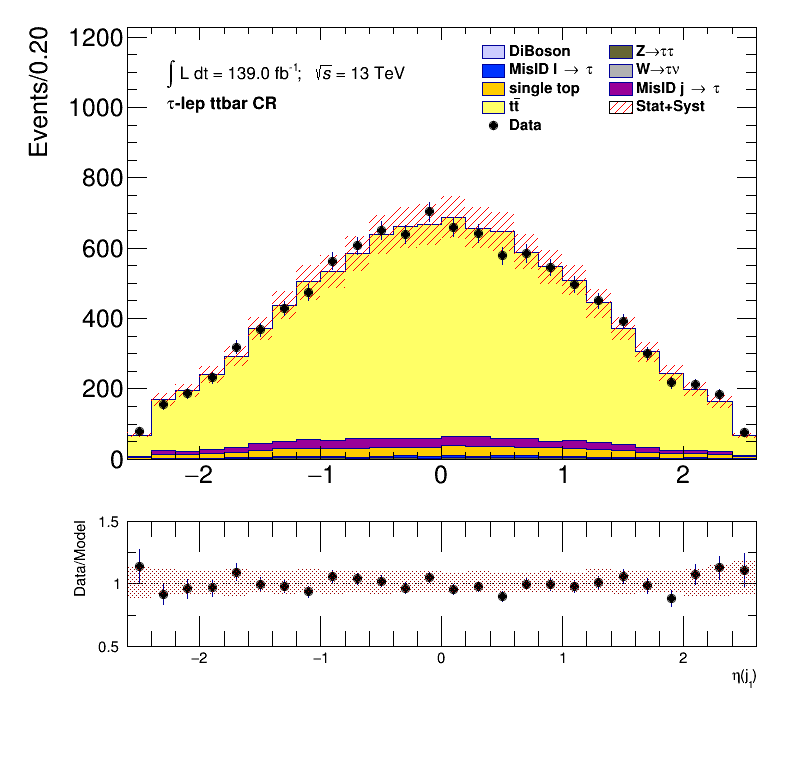 1200
1000
800
600
400
200
0
Events/0.20
∫ L dt = 139.0 fb⁻¹; √s = 13 TeV
τ-lep ttbar CR
DiBoson
Z→ττ
MisID l → τ
W→τν
single top
MisID j → τ
tt̄
Stat+Syst
Data
−2 −1 0 1 2
1.5
1
0.5
Data/Model
−2 −1 0 1 2
η(j₁)